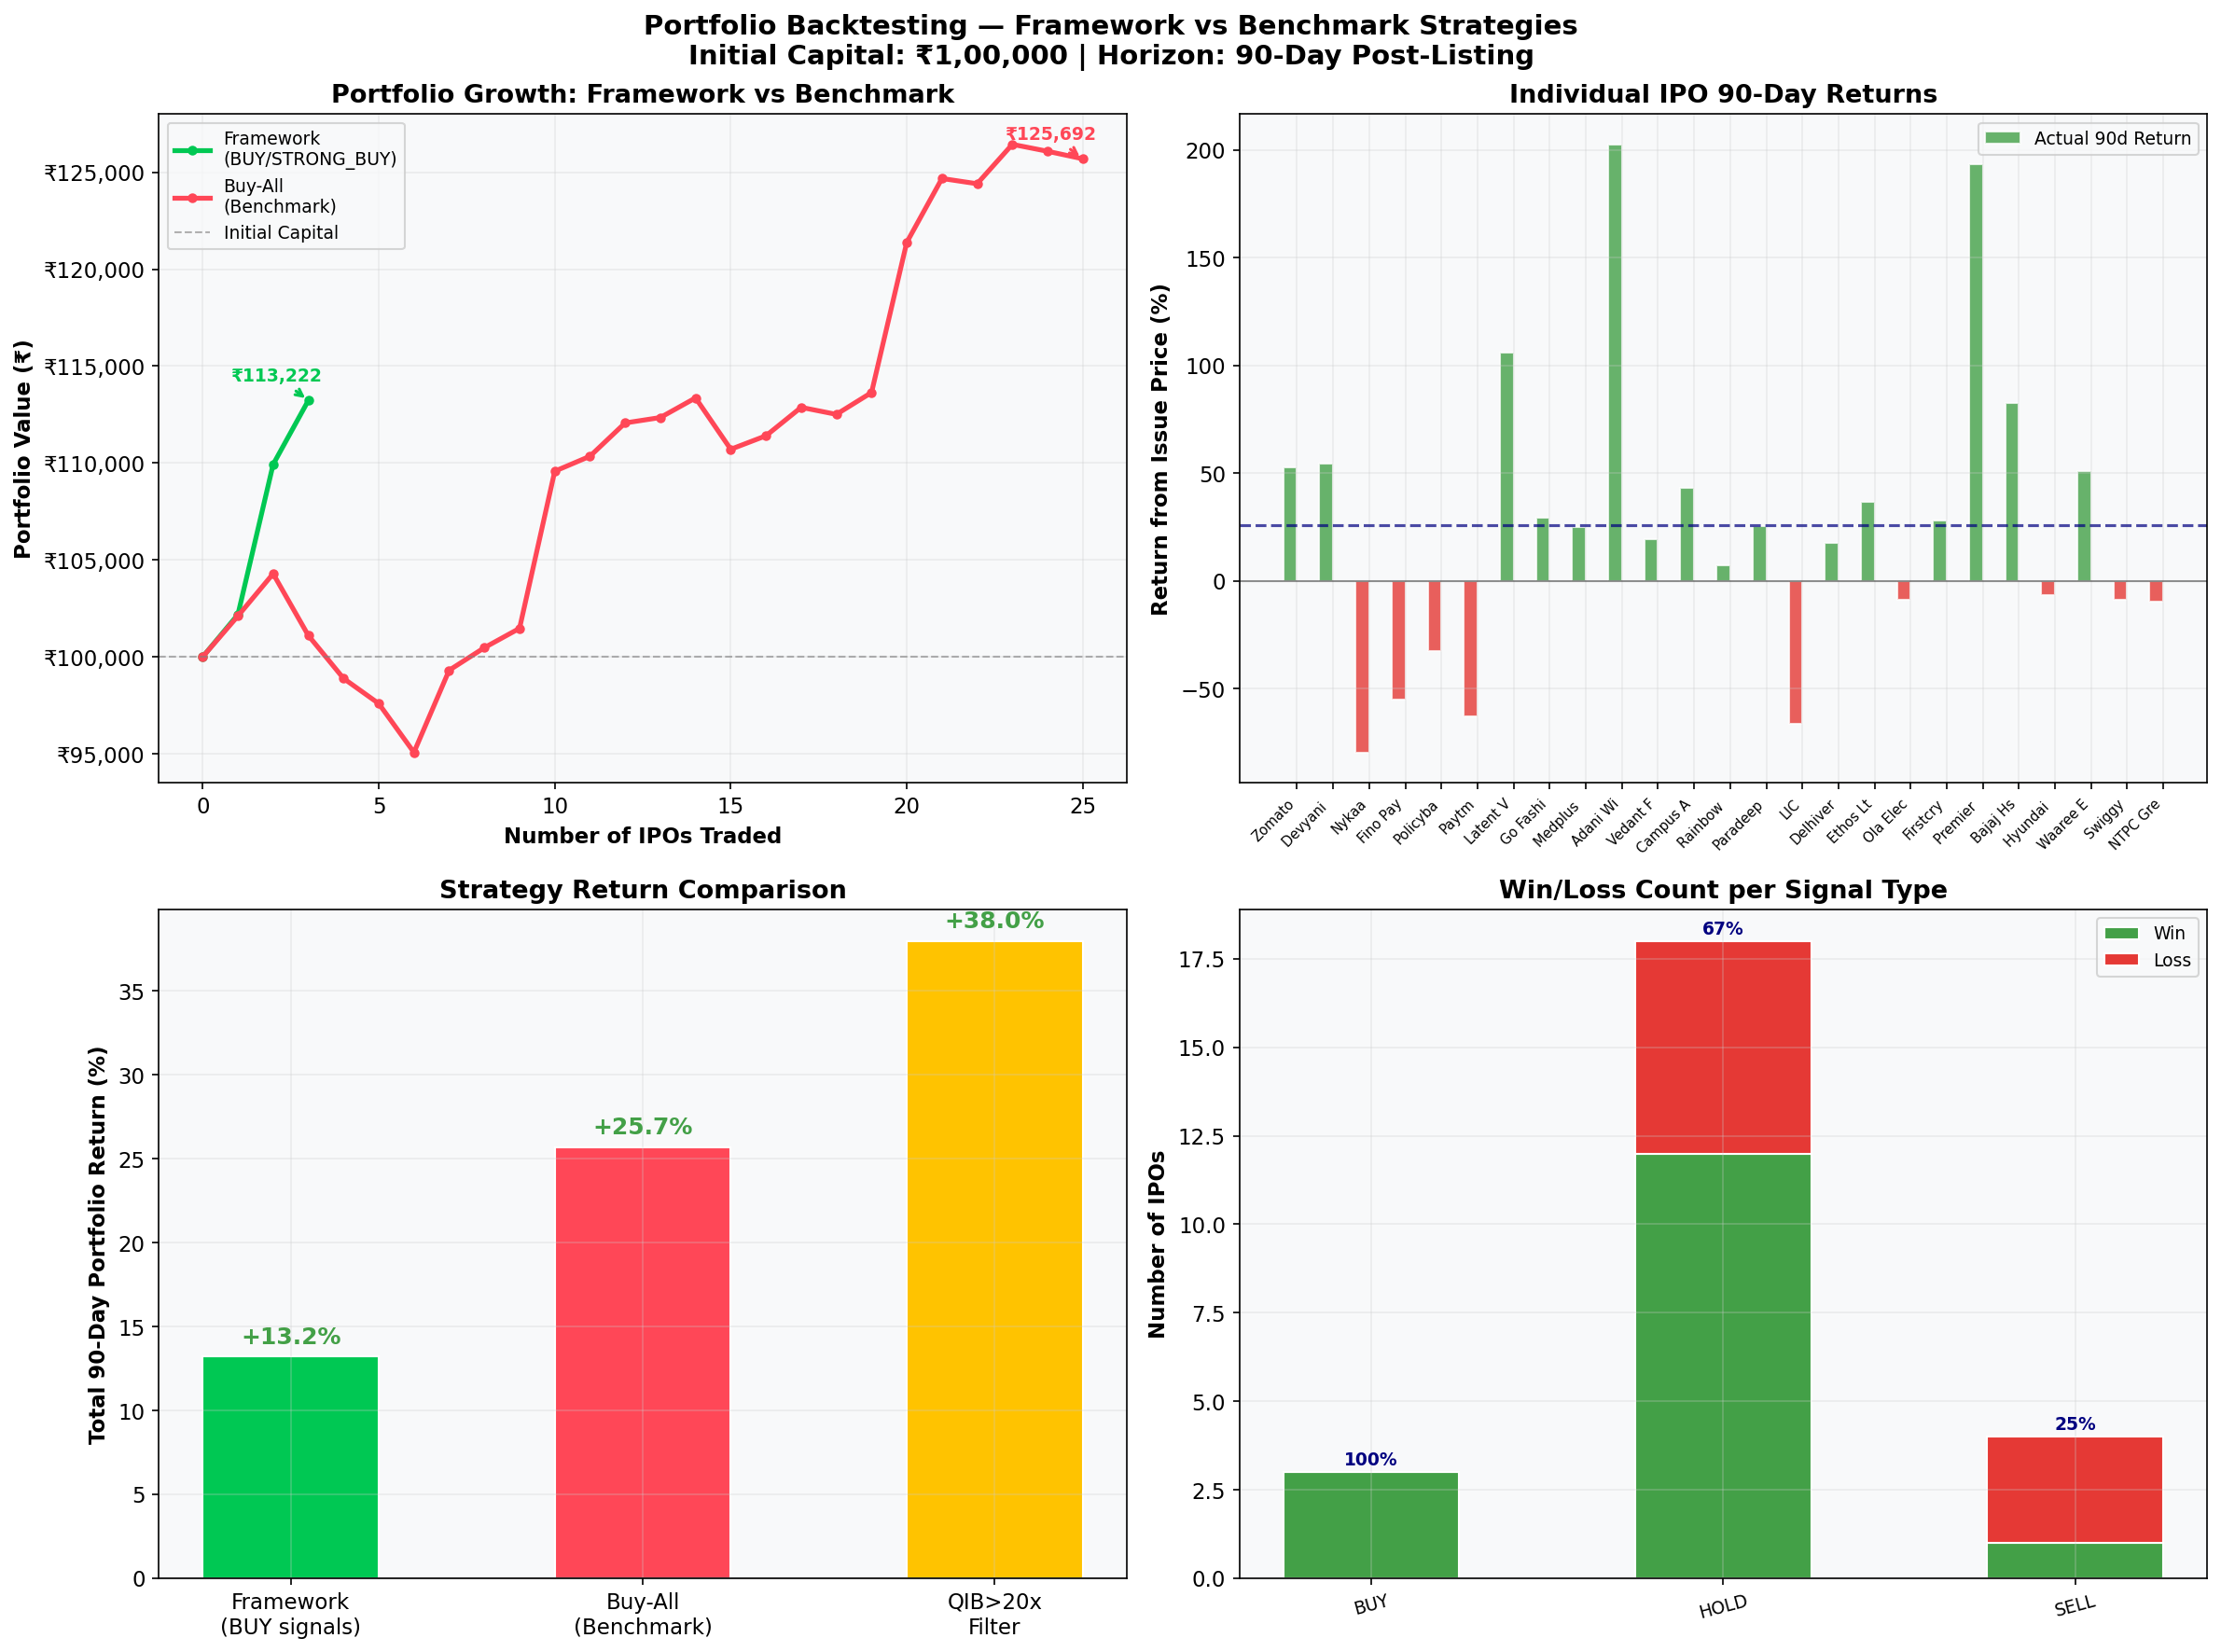 Portfolio Backtesting — Framework vs Benchmark Strategies
Initial Capital: ₹1,00,000 | Horizon: 90-Day Post-Listing
Portfolio Growth: Framework vs Benchmark
Framework
(BUY/STRONG_BUY)
Buy-All
(Benchmark)
Initial Capital
₹125,692
₹113,222
₹125,000
₹120,000
₹115,000
₹110,000
₹105,000
₹100,000
₹95,000
Portfolio Value (₹)
0 5 10 15 20 25
Number of IPOs Traded
Individual IPO 90-Day Returns
Actual 90d Return
200
150
100
50
0
−50
Return from Issue Price (%)
Zomato
Devyani
Nykaa
Fino Pay
Policyba
Paytm
Latent V
Go Fashi
Medplus
Adani Wi
Vedant F
Campus A
Rainbow
Paradeep
LIC
Delhiver
Ethos Lt
Ola Elec
Firstcry
Premier
Bajaj Hs
Hyundai
Waaree E
Swiggy
NTPC Gre
Strategy Return Comparison
+38.0%
+25.7%
+13.2%
35
30
25
20
15
10
5
0
Total 90-Day Portfolio Return (%)
Framework
(BUY signals)
Buy-All
(Benchmark)
QIB>20x
Filter
Win/Loss Count per Signal Type
Win
Loss
67%
25%
100%
17.5
15.0
12.5
10.0
7.5
5.0
2.5
0.0
Number of IPOs
BUY
HOLD
SELL